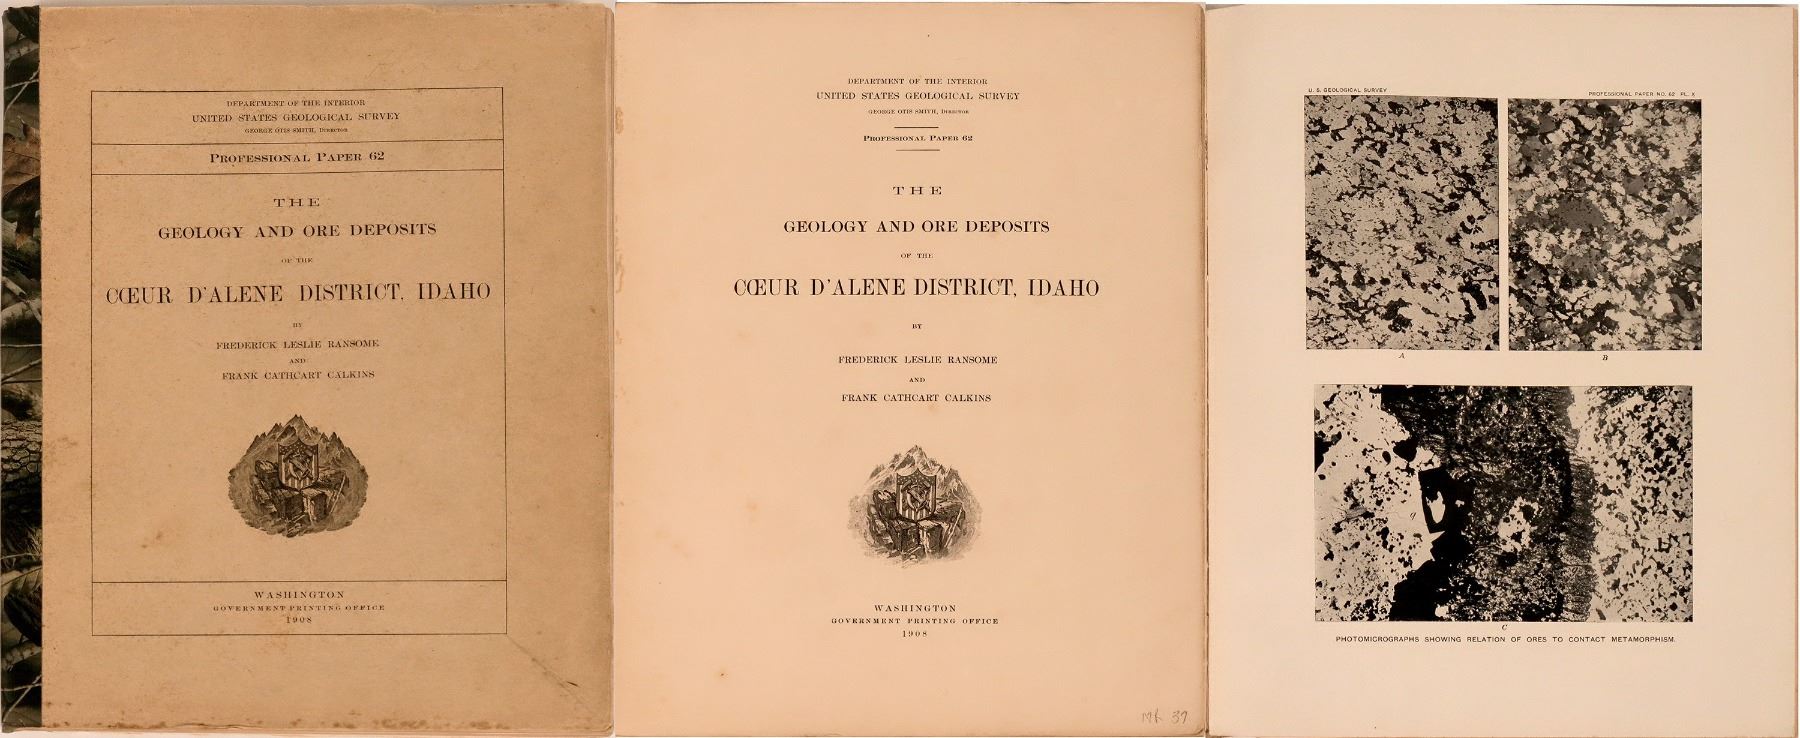 DEPARTMENT OF THE INTERIOR
UNITED STATES GEOLOGICAL SURVEY
GEORGE OTIS SMITH, DIRECTOR
PROFESSIONAL PAPER 62
THE
GEOLOGY AND ORE DEPOSITS
OF THE
CŒUR D'ALENE DISTRICT, IDAHO
BY
FREDERICK LESLIE RANSOME
AND
FRANK CATHCART CALKINS
WASHINGTON
GOVERNMENT PRINTING OFFICE
1908
DEPARTMENT OF THE INTERIOR
UNITED STATES GEOLOGICAL SURVEY
GEORGE OTIS SMITH, DIRECTOR
PROFESSIONAL PAPER 62
THE
GEOLOGY AND ORE DEPOSITS
OF THE
CŒUR D'ALENE DISTRICT, IDAHO
BY
FREDERICK LESLIE RANSOME
AND
FRANK CATHCART CALKINS
WASHINGTON
GOVERNMENT PRINTING OFFICE
1908
U. S. GEOLOGICAL SURVEY
PROFESSIONAL PAPER NO. 62 PL. X
A
B
g
C
PHOTOMICROGRAPHS SHOWING RELATION OF ORES TO CONTACT METAMORPHISM.